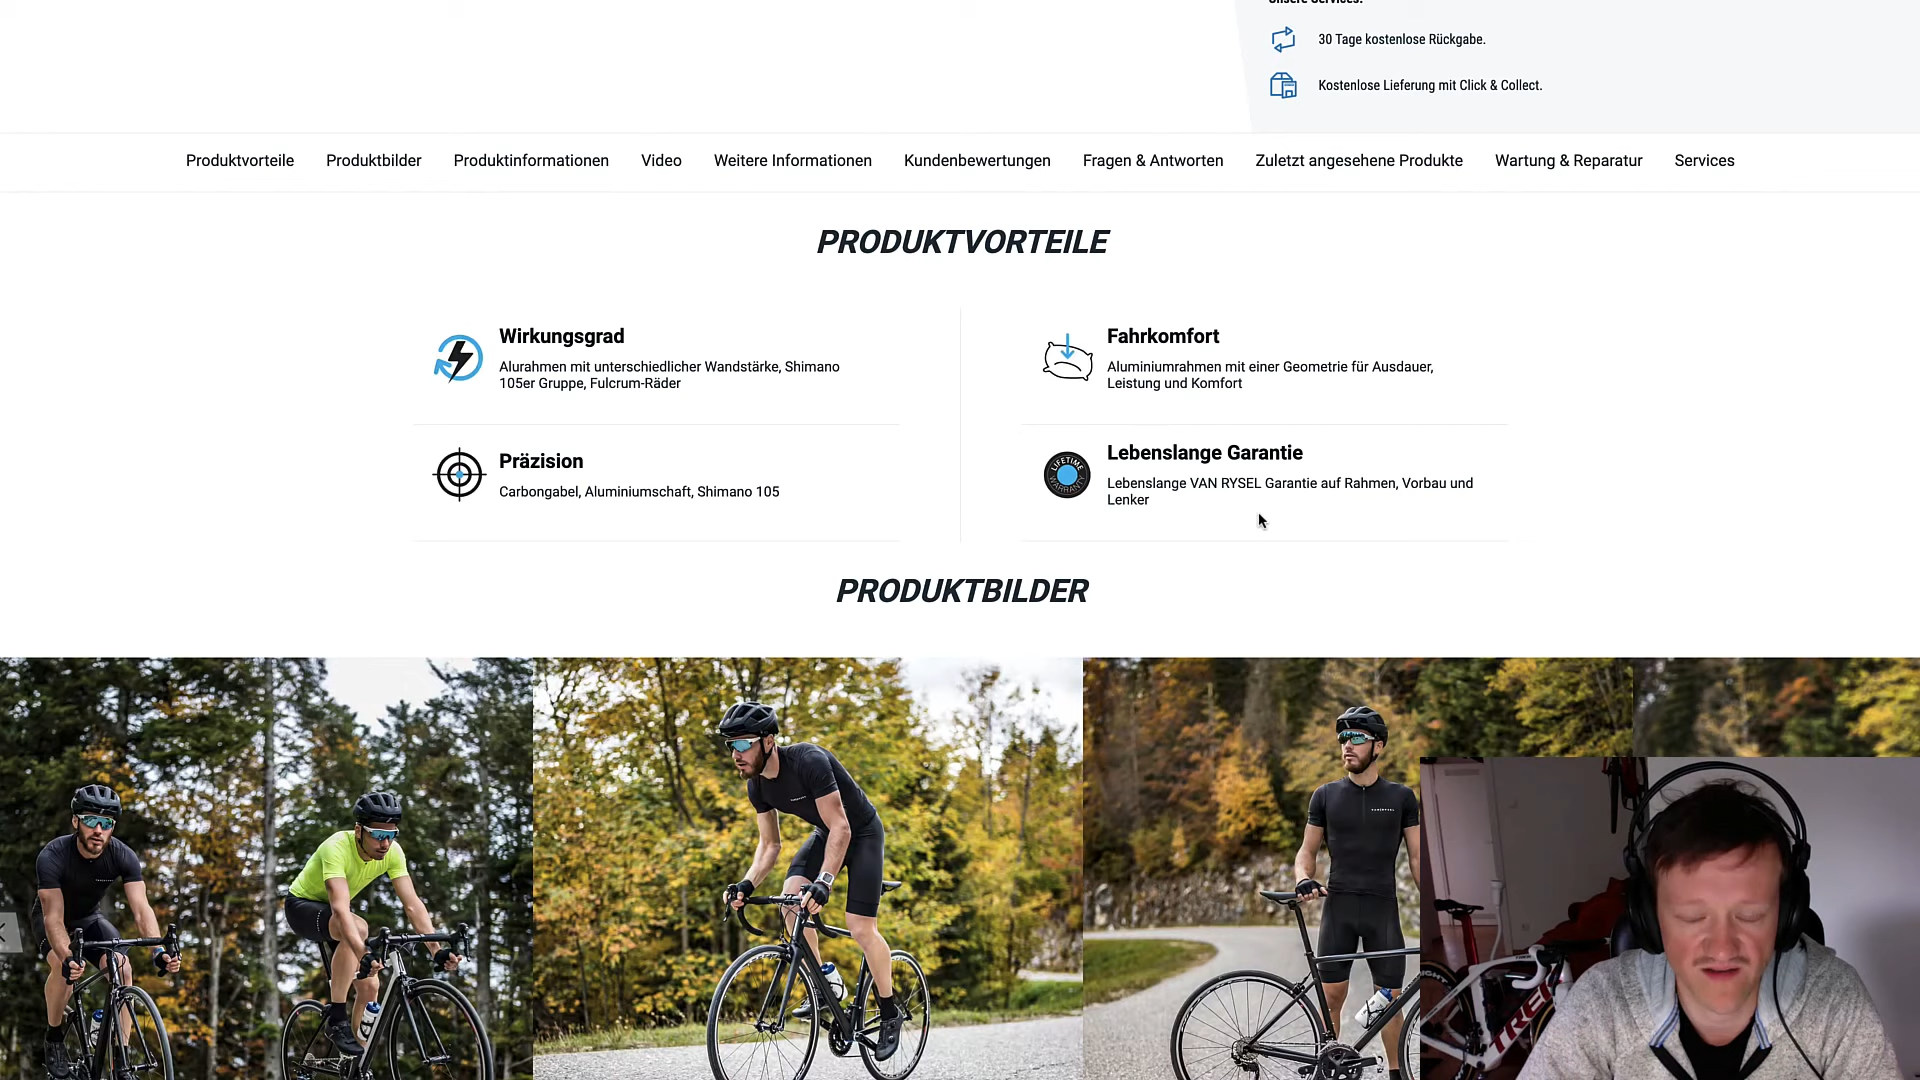 30 Tage kostenlose Rückgabe.
Kostenlose Lieferung mit Click & Collect.
Produktvorteile Produktbilder Produktinformationen Video Weitere Informationen Kundenbewertungen Fragen & Antworten Zuletzt angesehene Produkte Wartung & Reparatur Services
PRODUKTVORTEILE
Wirkungsgrad
Alurahmen mit unterschiedlicher Wandstärke, Shimano
105er Gruppe, Fulcrum-Räder
Fahrkomfort
Aluminiumrahmen mit einer Geometrie für Ausdauer,
Leistung und Komfort
Präzision
Carbongabel, Aluminiumschaft, Shimano 105
LIFETIME
WARRANTY
Lebenslange Garantie
Lebenslange VAN RYSEL Garantie auf Rahmen, Vorbau und
Lenker
PRODUKTBILDER
TREK